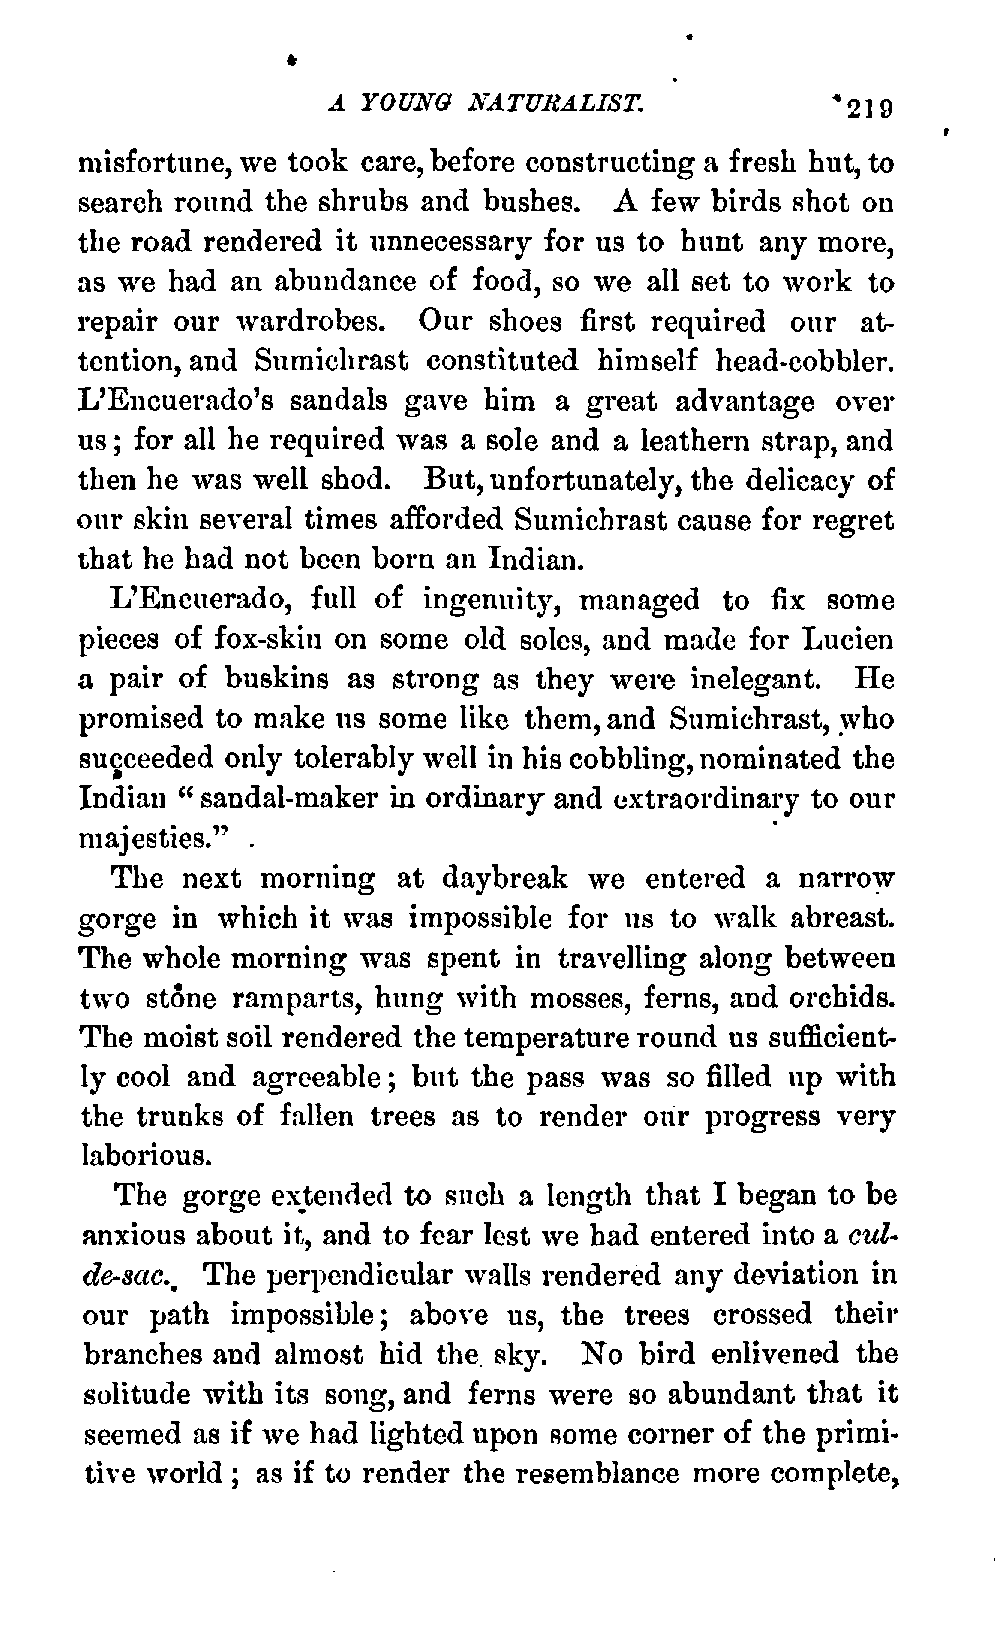 A YOUNG NATURALIST. 219
misfortune, we took care, before constructing a fresh hut, to
search round the shrubs and bushes. A few birds shot on
the road rendered it unnecessary for us to hunt any more,
as we had an abundance of food, so we all set to work to
repair our wardrobes. Our shoes first required our at-
tention, and Sumichrast constituted himself head-cobbler.
L'Encuerado's sandals gave him a great advantage over
us; for all he required was a sole and a leathern strap, and
then he was well shod. But, unfortunately, the delicacy of
our skin several times afforded Sumichrast cause for regret
that he had not been born an Indian.
L'Encuerado, full of ingenuity, managed to fix some
pieces of fox-skin on some old soles, and made for Lucien
a pair of buskins as strong as they were inelegant. He
promised to make us some like them, and Sumichrast, who
succeeded only tolerably well in his cobbling, nominated the
Indian "sandal-maker in ordinary and extraordinary to our
majesties."
The next morning at daybreak we entered a narrow
gorge in which it was impossible for us to walk abreast.
The whole morning was spent in travelling along between
two stone ramparts, hung with mosses, ferns, and orchids.
The moist soil rendered the temperature round us sufficient-
ly cool and agreeable; but the pass was so filled up with
the trunks of fallen trees as to render our progress very
laborious.
The gorge extended to such a length that I began to be
anxious about it, and to fear lest we had entered into a cul-
de-sac. The perpendicular walls rendered any deviation in
our path impossible; above us, the trees crossed their
branches and almost hid the sky. No bird enlivened the
solitude with its song, and ferns were so abundant that it
seemed as if we had lighted upon some corner of the primi-
tive world; as if to render the resemblance more complete,